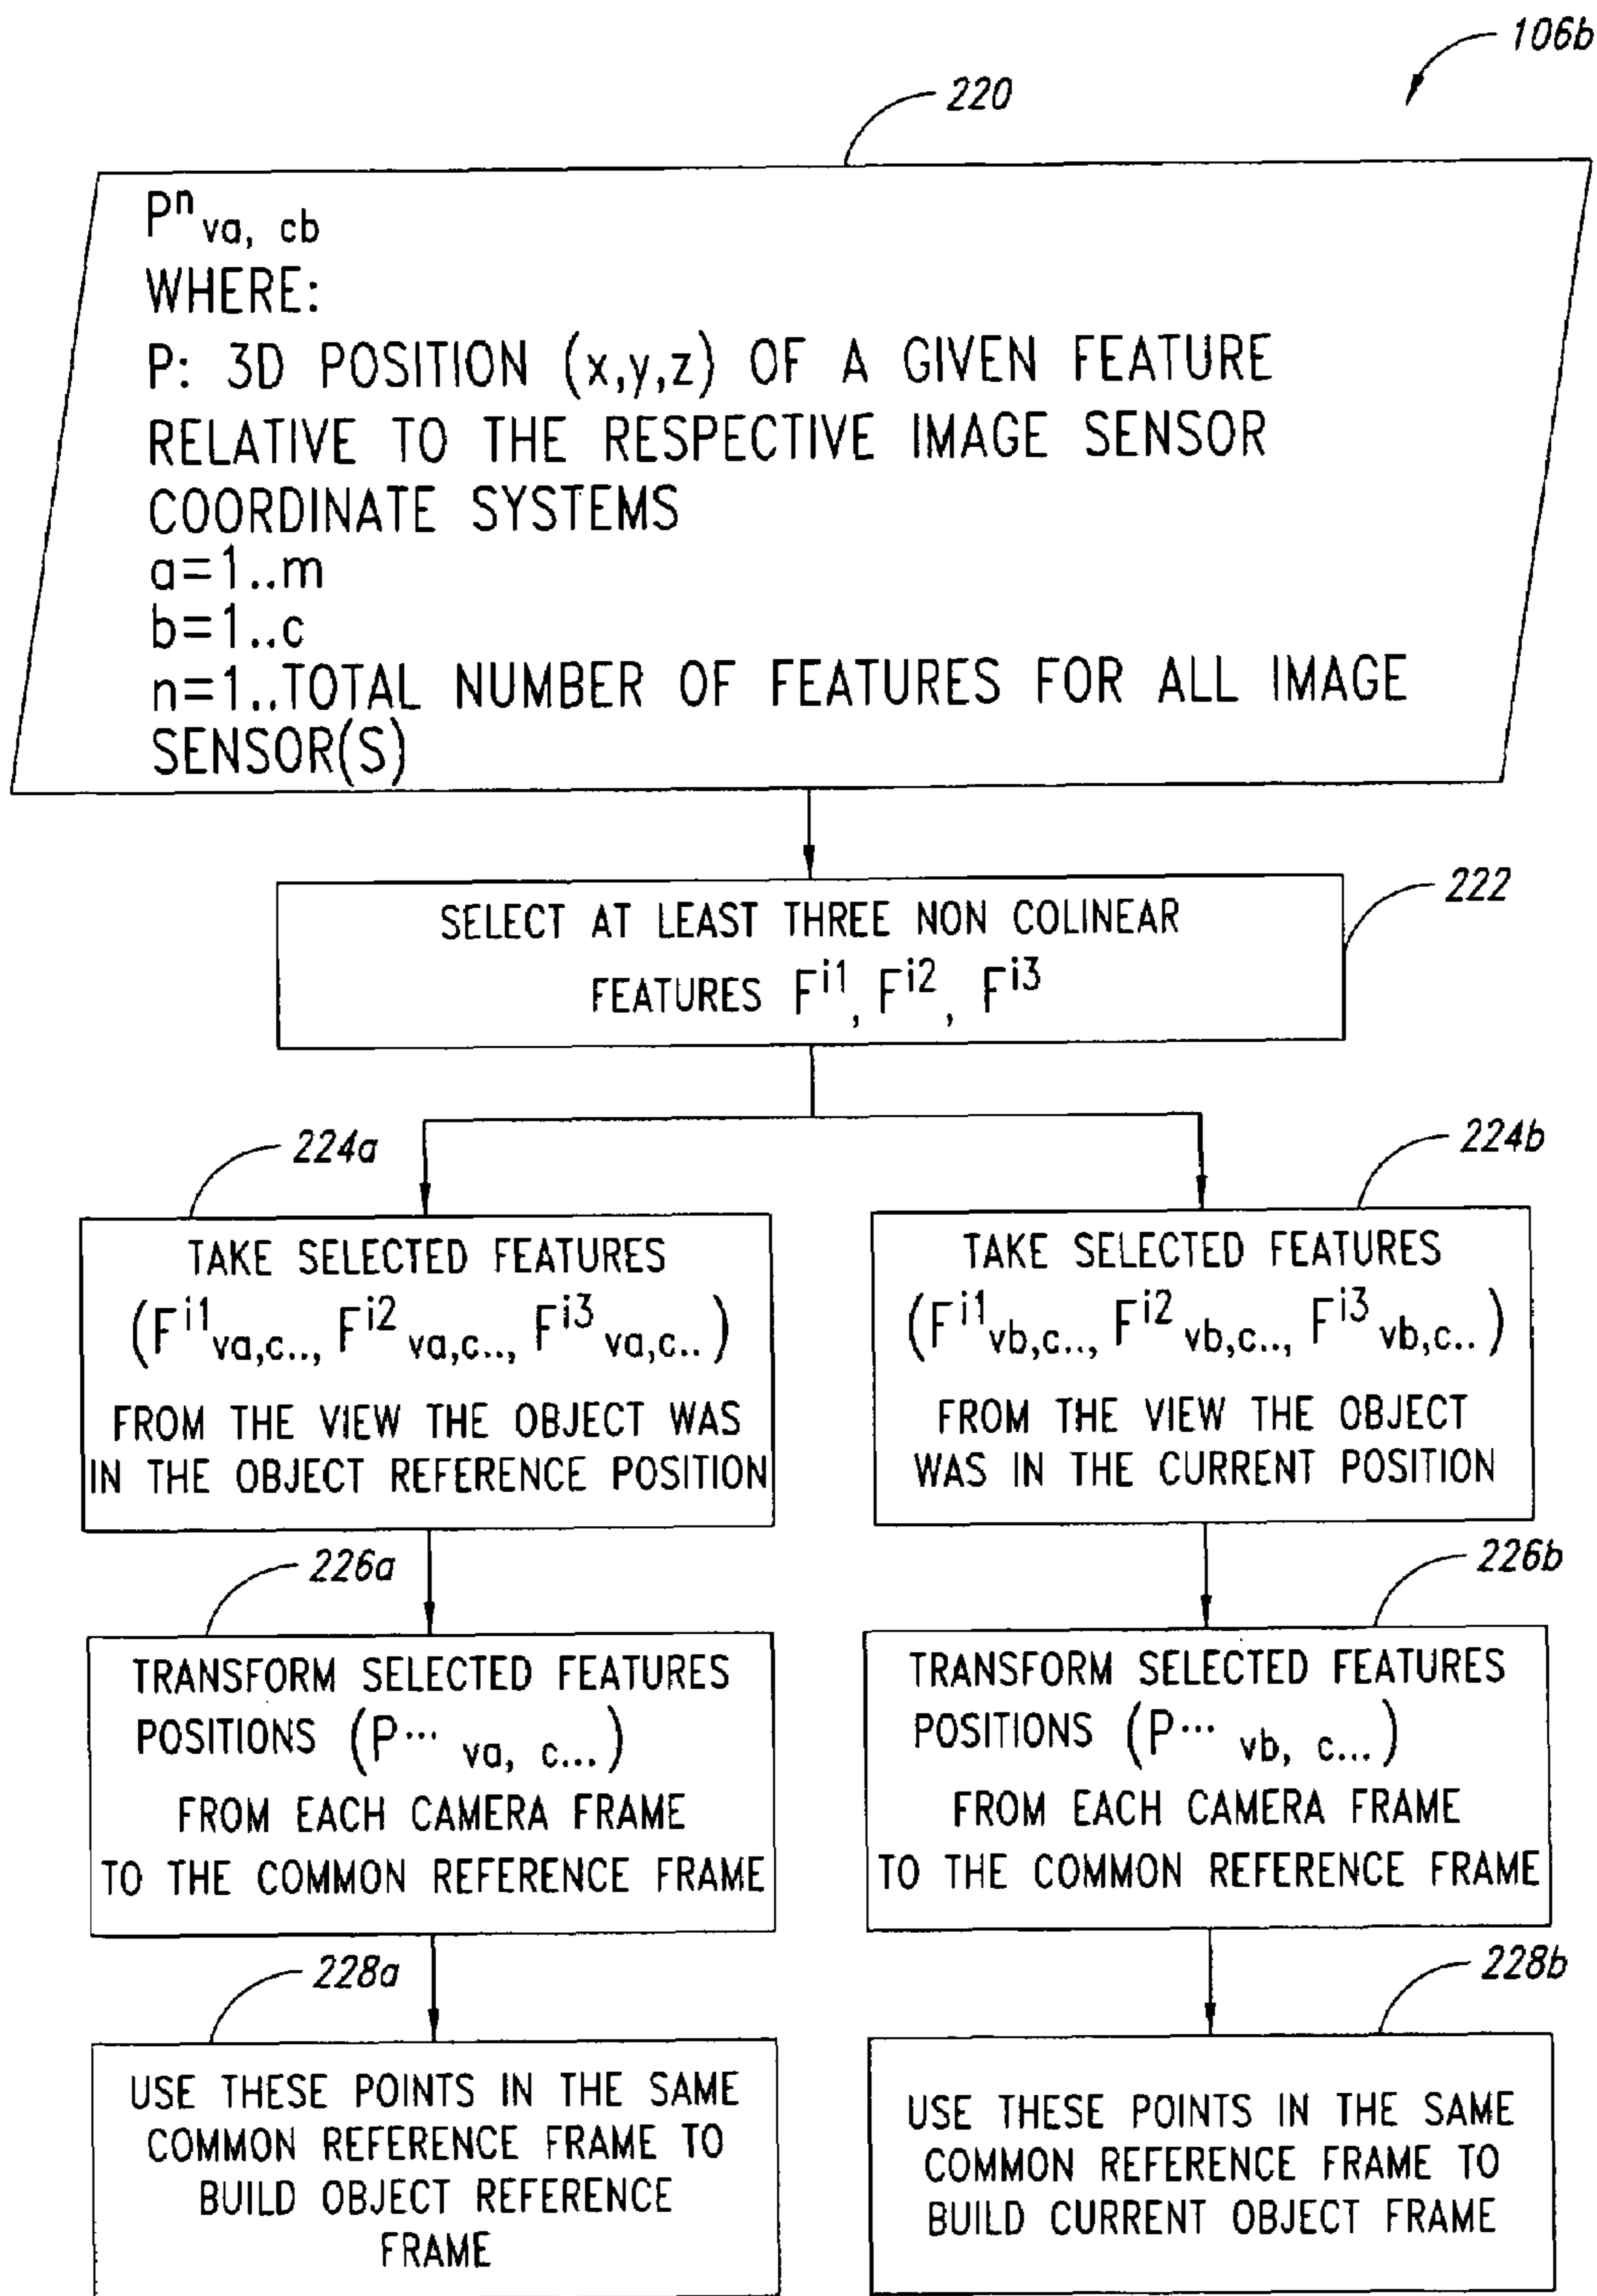 106b
220
Pⁿ va, cb
WHERE:
P: 3D POSITION (x,y,z) OF A GIVEN FEATURE
RELATIVE TO THE RESPECTIVE IMAGE SENSOR
COORDINATE SYSTEMS
a=1..m
b=1..c
n=1..TOTAL NUMBER OF FEATURES FOR ALL IMAGE
SENSOR(S)
222
SELECT AT LEAST THREE NON COLINEAR
FEATURES F^i1, F^i2, F^i3
224a
TAKE SELECTED FEATURES
(F^i1 va,c.., F^i2 va,c.., F^i3 va,c.. )
FROM THE VIEW THE OBJECT WAS
IN THE OBJECT REFERENCE POSITION
224b
TAKE SELECTED FEATURES
(F^i1 vb,c.., F^i2 vb,c.., F^i3 vb,c.. )
FROM THE VIEW THE OBJECT
WAS IN THE CURRENT POSITION
226a
TRANSFORM SELECTED FEATURES
POSITIONS (P... va, c...)
FROM EACH CAMERA FRAME
TO THE COMMON REFERENCE FRAME
226b
TRANSFORM SELECTED FEATURES
POSITIONS (P... vb, c...)
FROM EACH CAMERA FRAME
TO THE COMMON REFERENCE FRAME
228a
USE THESE POINTS IN THE SAME
COMMON REFERENCE FRAME TO
BUILD OBJECT REFERENCE
FRAME
228b
USE THESE POINTS IN THE SAME
COMMON REFERENCE FRAME TO
BUILD CURRENT OBJECT FRAME